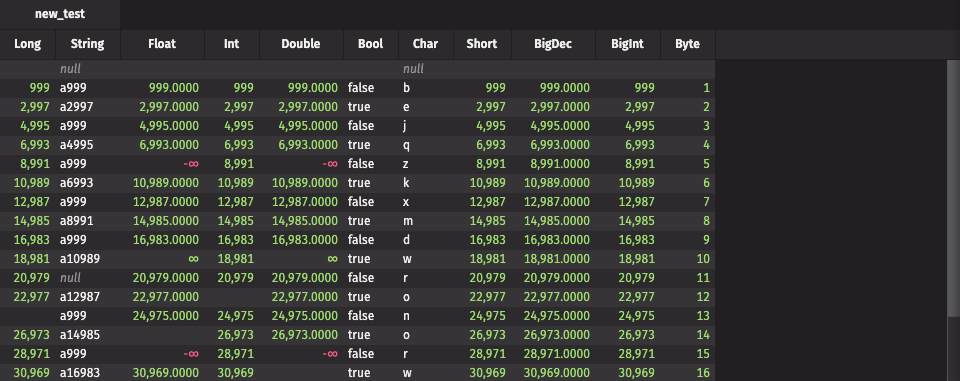 new_test
Long String Float Int Double Bool Char Short BigDec BigInt Byte
null null
999 a999 999.0000 999 999.0000 false b 999 999.0000 999 1
2,997 a2997 2,997.0000 2,997 2,997.0000 true e 2,997 2,997.0000 2,997 2
4,995 a999 4,995.0000 4,995 4,995.0000 false j 4,995 4,995.0000 4,995 3
6,993 a4995 6,993.0000 6,993 6,993.0000 true q 6,993 6,993.0000 6,993 4
8,991 a999 -∞ 8,991 -∞ false z 8,991 8,991.0000 8,991 5
10,989 a6993 10,989.0000 10,989 10,989.0000 true k 10,989 10,989.0000 10,989 6
12,987 a999 12,987.0000 12,987 12,987.0000 false x 12,987 12,987.0000 12,987 7
14,985 a8991 14,985.0000 14,985 14,985.0000 true m 14,985 14,985.0000 14,985 8
16,983 a999 16,983.0000 16,983 16,983.0000 false d 16,983 16,983.0000 16,983 9
18,981 a10989 ∞ 18,981 ∞ true w 18,981 18,981.0000 18,981 10
20,979 null 20,979.0000 20,979 20,979.0000 false r 20,979 20,979.0000 20,979 11
22,977 a12987 22,977.0000 22,977.0000 true o 22,977 22,977.0000 22,977 12
a999 24,975.0000 24,975 24,975.0000 false n 24,975 24,975.0000 24,975 13
26,973 a14985 26,973 26,973.0000 true o 26,973 26,973.0000 26,973 14
28,971 a999 -∞ 28,971 -∞ false r 28,971 28,971.0000 28,971 15
30,969 a16983 30,969.0000 30,969 true w 30,969 30,969.0000 30,969 16